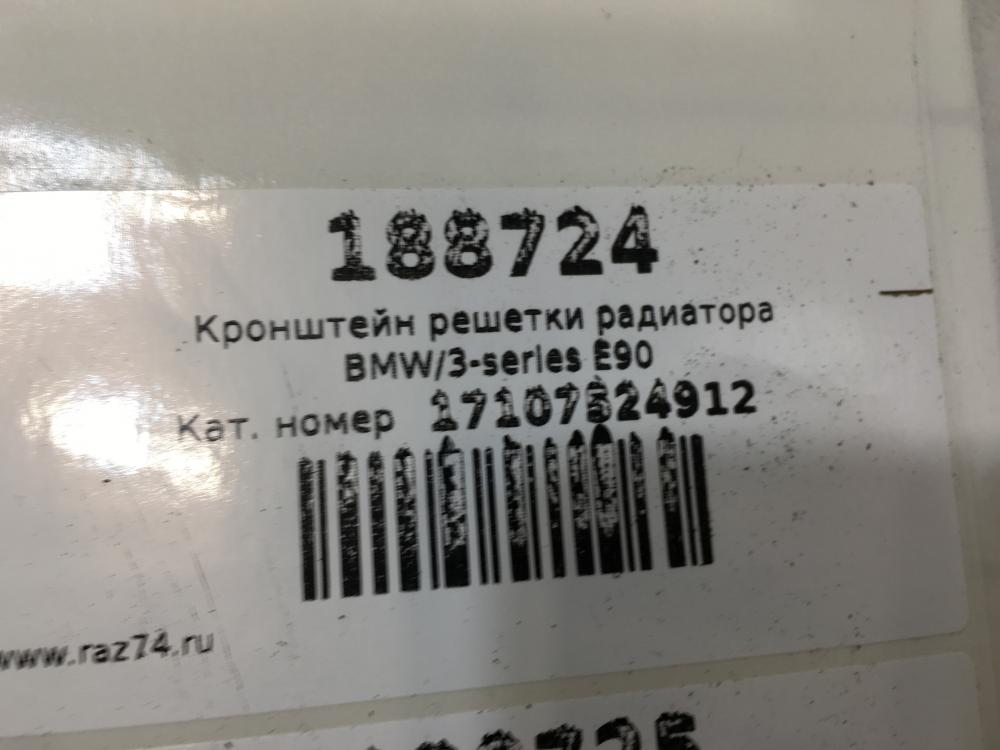 188724
Кронштейн решетки радиатора
BMW/3-series E90
Кат. номер 17107524912
www.raz74.ru